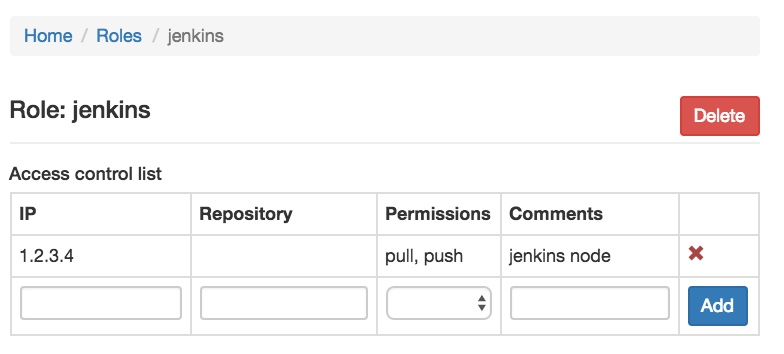 Home / Roles / jenkins
Role: jenkins
Delete
Access control list
IP Repository Permissions Comments
1.2.3.4 pull, push jenkins node
Add